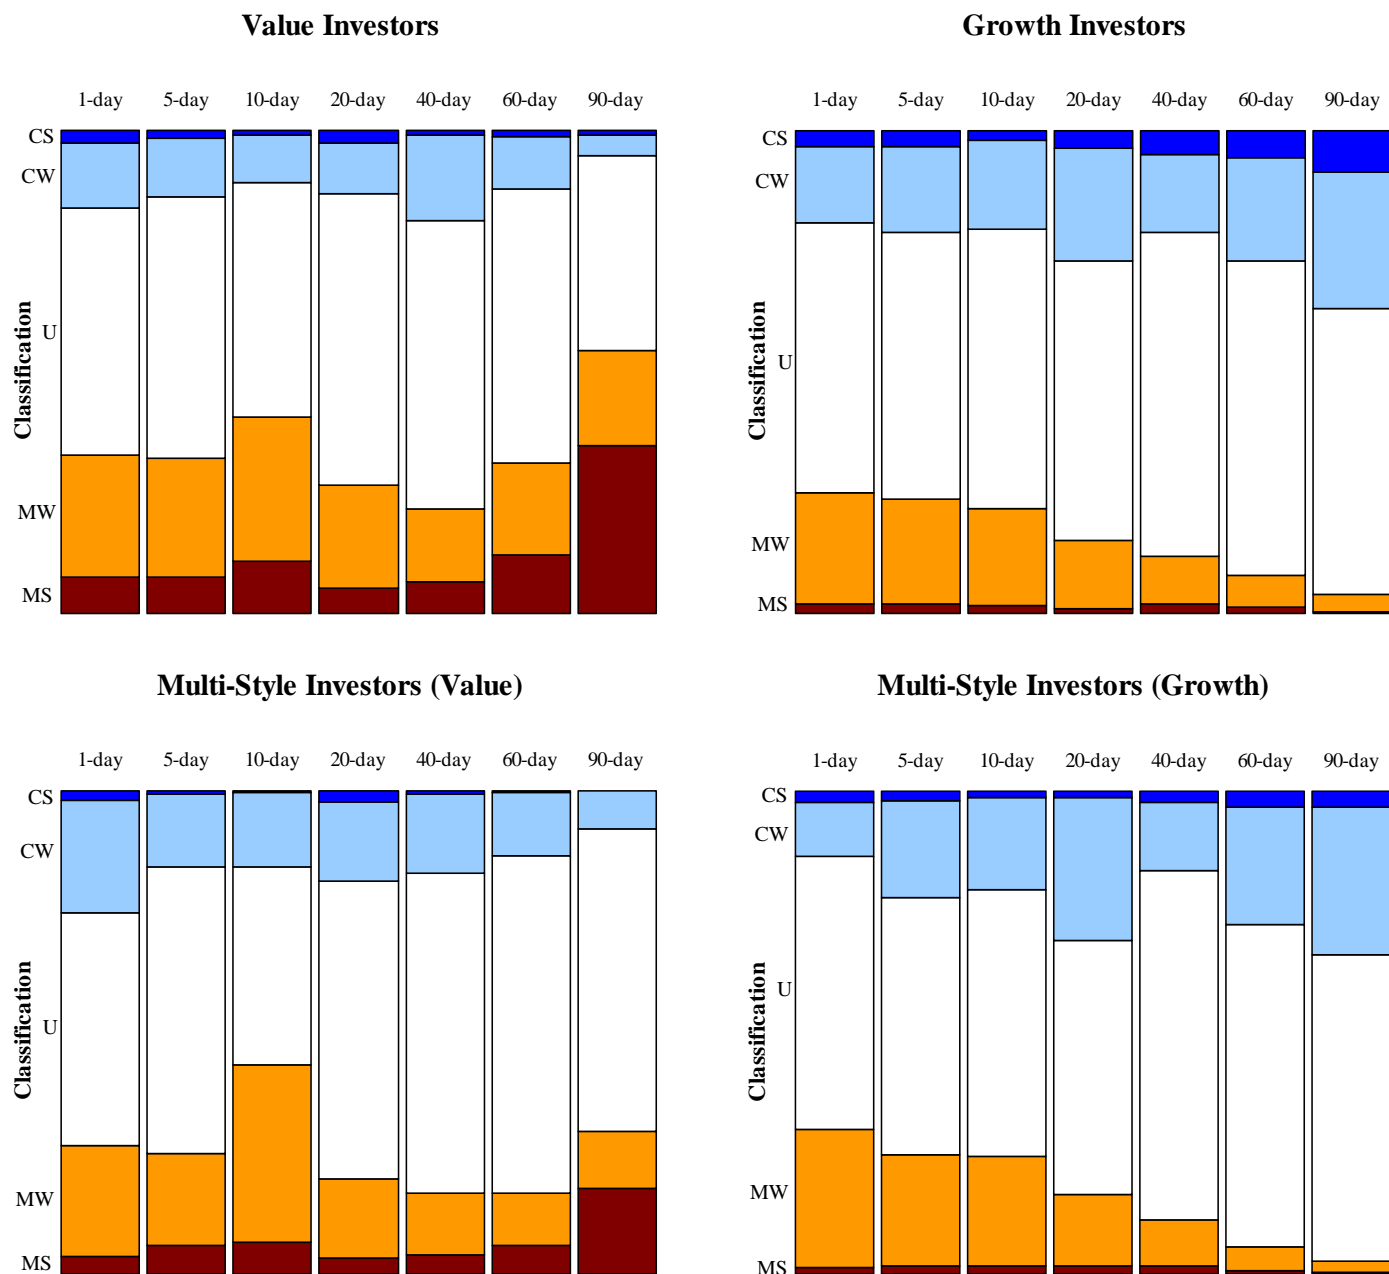 Value Investors
1-day 5-day 10-day 20-day 40-day 60-day 90-day
CS
CW
U
MW
MS
Classification
Growth Investors
1-day 5-day 10-day 20-day 40-day 60-day 90-day
CS
CW
U
MW
MS
Classification
Multi-Style Investors (Value)
1-day 5-day 10-day 20-day 40-day 60-day 90-day
CS
CW
U
MW
MS
Classification
Multi-Style Investors (Growth)
1-day 5-day 10-day 20-day 40-day 60-day 90-day
CS
CW
U
MW
MS
Classification